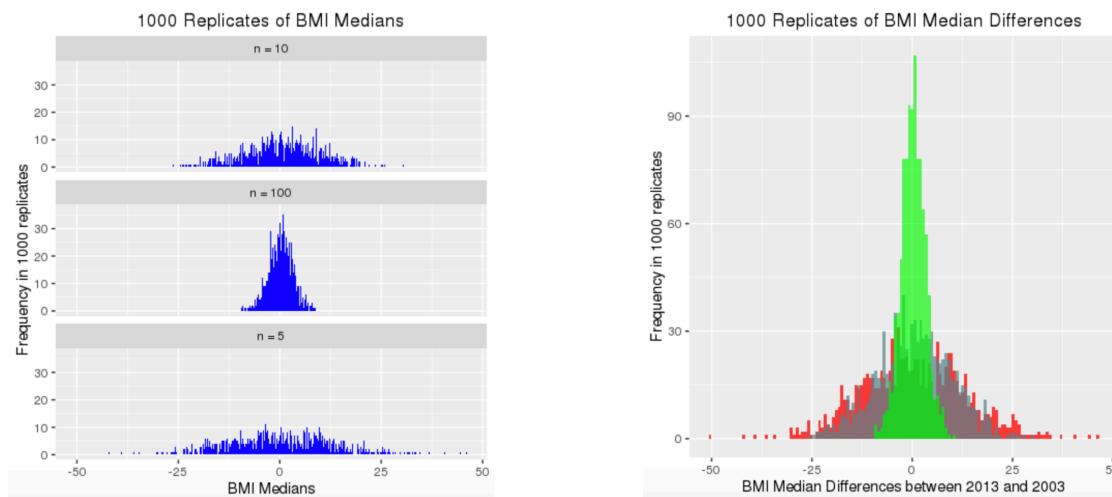 1000 Replicates of BMI Medians
n = 10
30
20
10
0
n = 100
30
20
10
0
n = 5
30
20
10
0
Frequency in 1000 replicates
-50 -25 0 25 50
BMI Medians
1000 Replicates of BMI Median Differences
90
60
30
0
Frequency in 1000 replicates
-50 -25 0 25 50
BMI Median Differences between 2013 and 2003